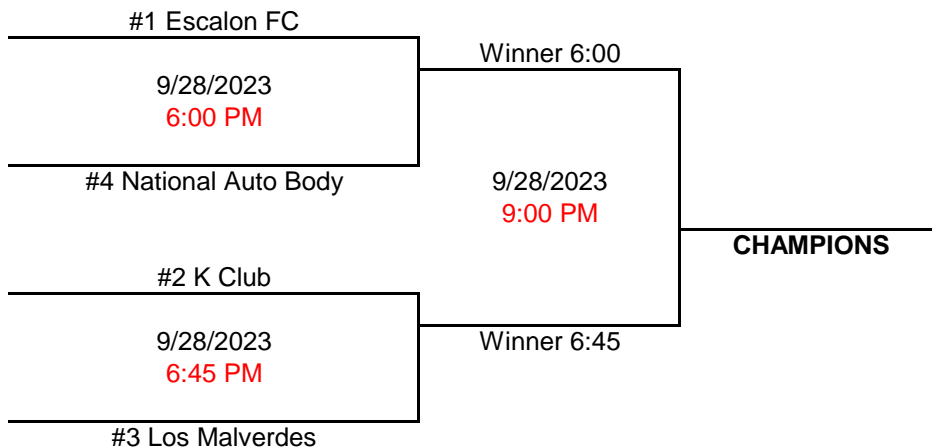 #1 Escalon FC
Winner 6:00
9/28/2023
6:00 PM
#4 National Auto Body
9/28/2023
9:00 PM
CHAMPIONS
#2 K Club
9/28/2023
6:45 PM
Winner 6:45
#3 Los Malverdes